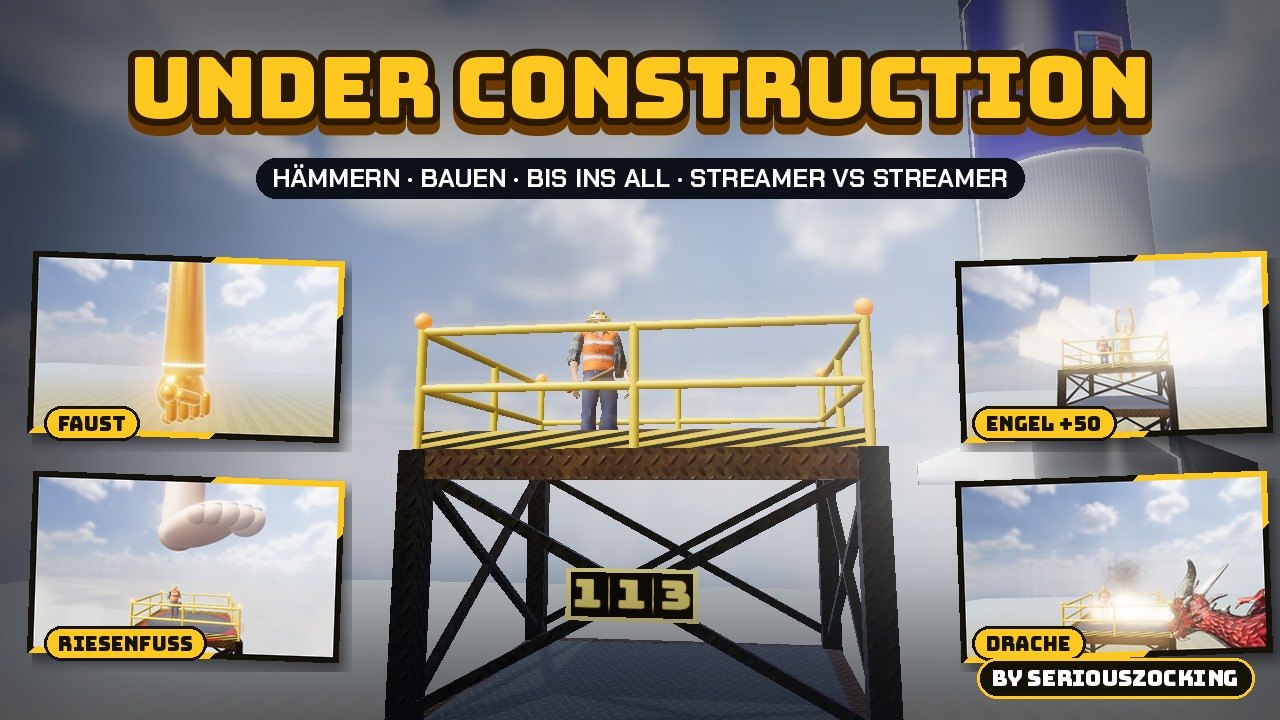 UNDER CONSTRUCTION
HÄMMERN · BAUEN · BIS INS ALL · STREAMER VS STREAMER
FAUST
ENGEL +50
113
RIESENFUSS
DRACHE
BY SERIOUSZOCKING